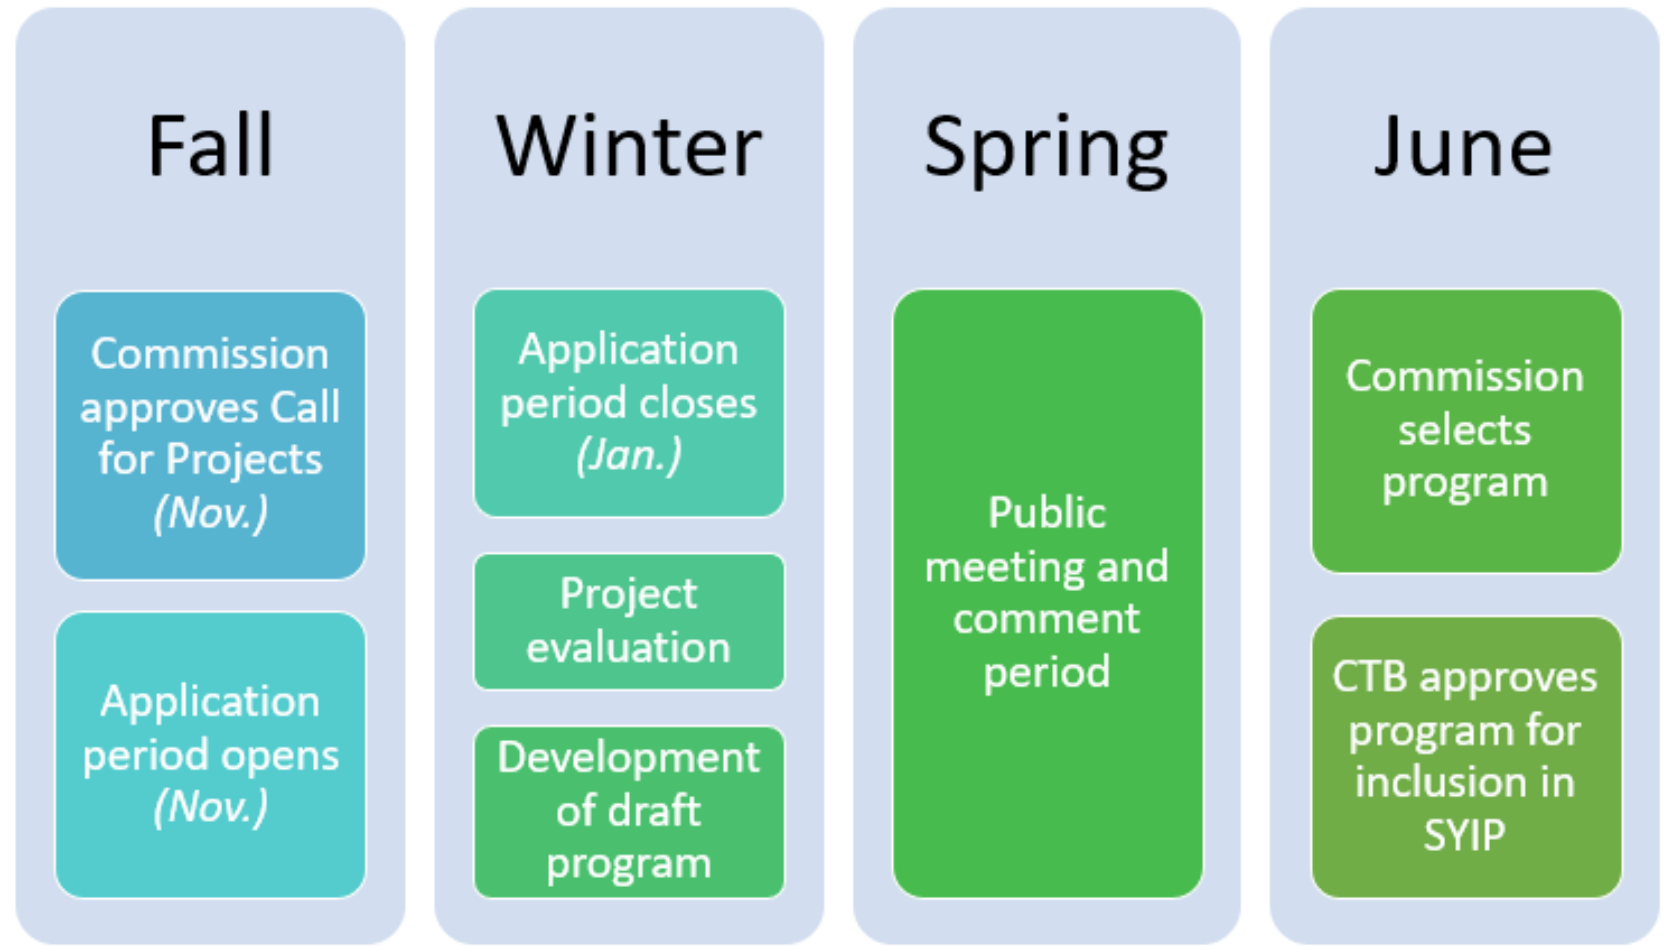 Fall
Commission
approves Call
for Projects
(Nov.)
Application
period opens
(Nov.)
Winter
Application
period closes
(Jan.)
Project
evaluation
Development
of draft
program
Spring
Public
meeting and
comment
period
June
Commission
selects
program
CTB approves
program for
inclusion in
SYIP